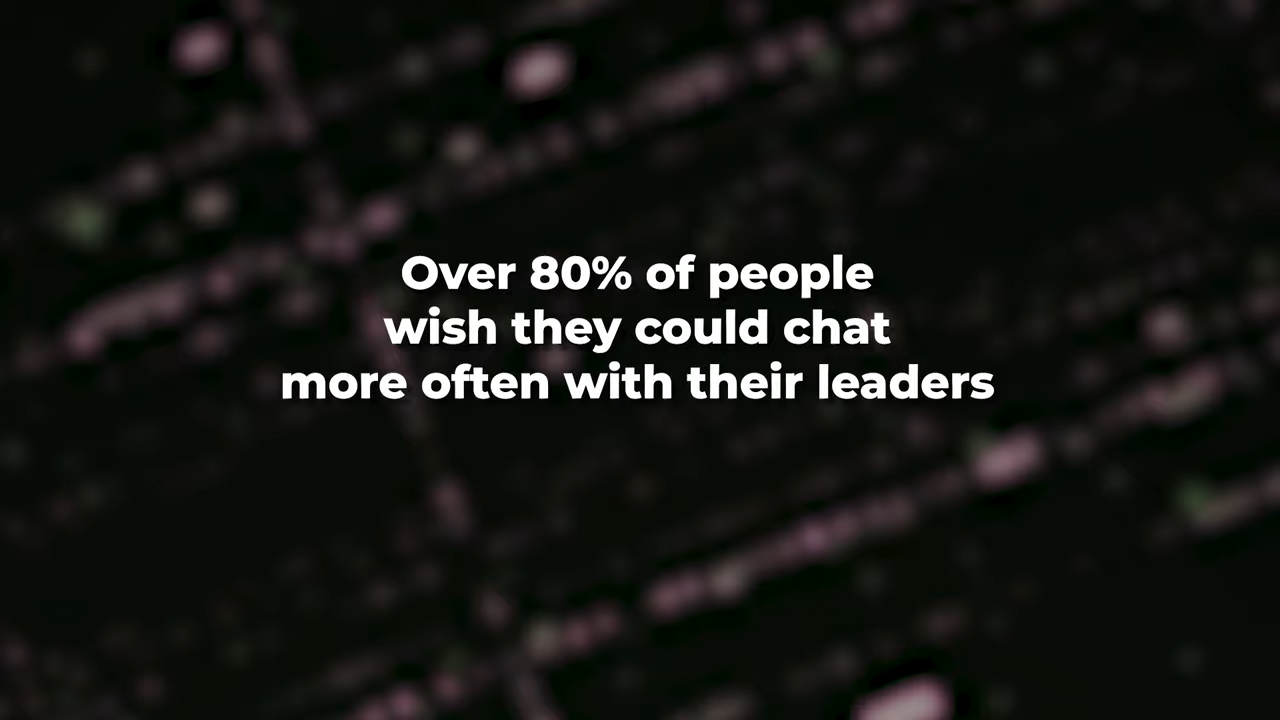 Over 80% of people
wish they could chat
more often with their leaders